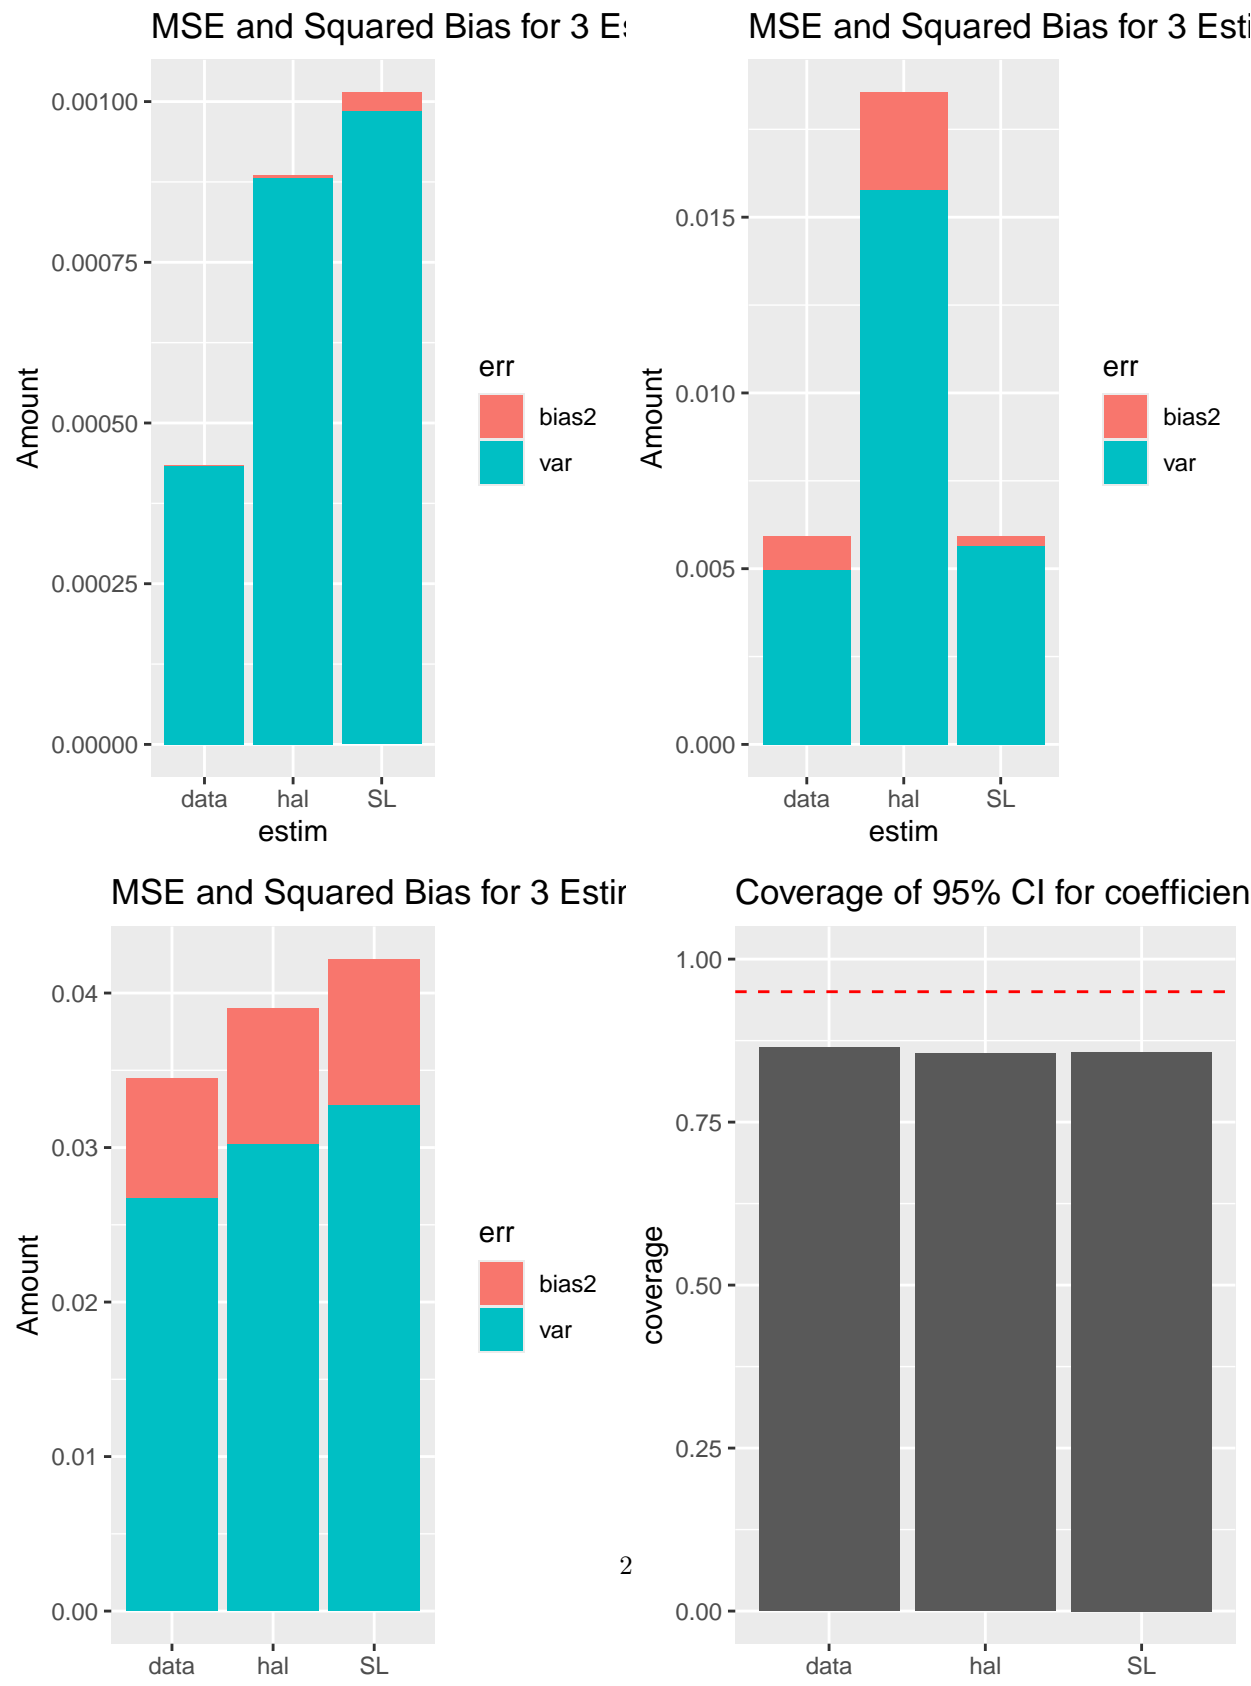 MSE and Squared Bias for 3 Es
0.00100
0.00075
0.00050
0.00025
0.00000
Amount
data hal SL
estim
err
bias2
var
MSE and Squared Bias for 3 Esti
0.015
0.010
0.005
0.000
Amount
data hal SL
estim
err
bias2
var
MSE and Squared Bias for 3 Estim
0.04
0.03
0.02
0.01
0.00
Amount
data hal SL
err
bias2
var
Coverage of 95% CI for coefficien
1.00
0.75
0.50
0.25
0.00
coverage
data hal SL
2